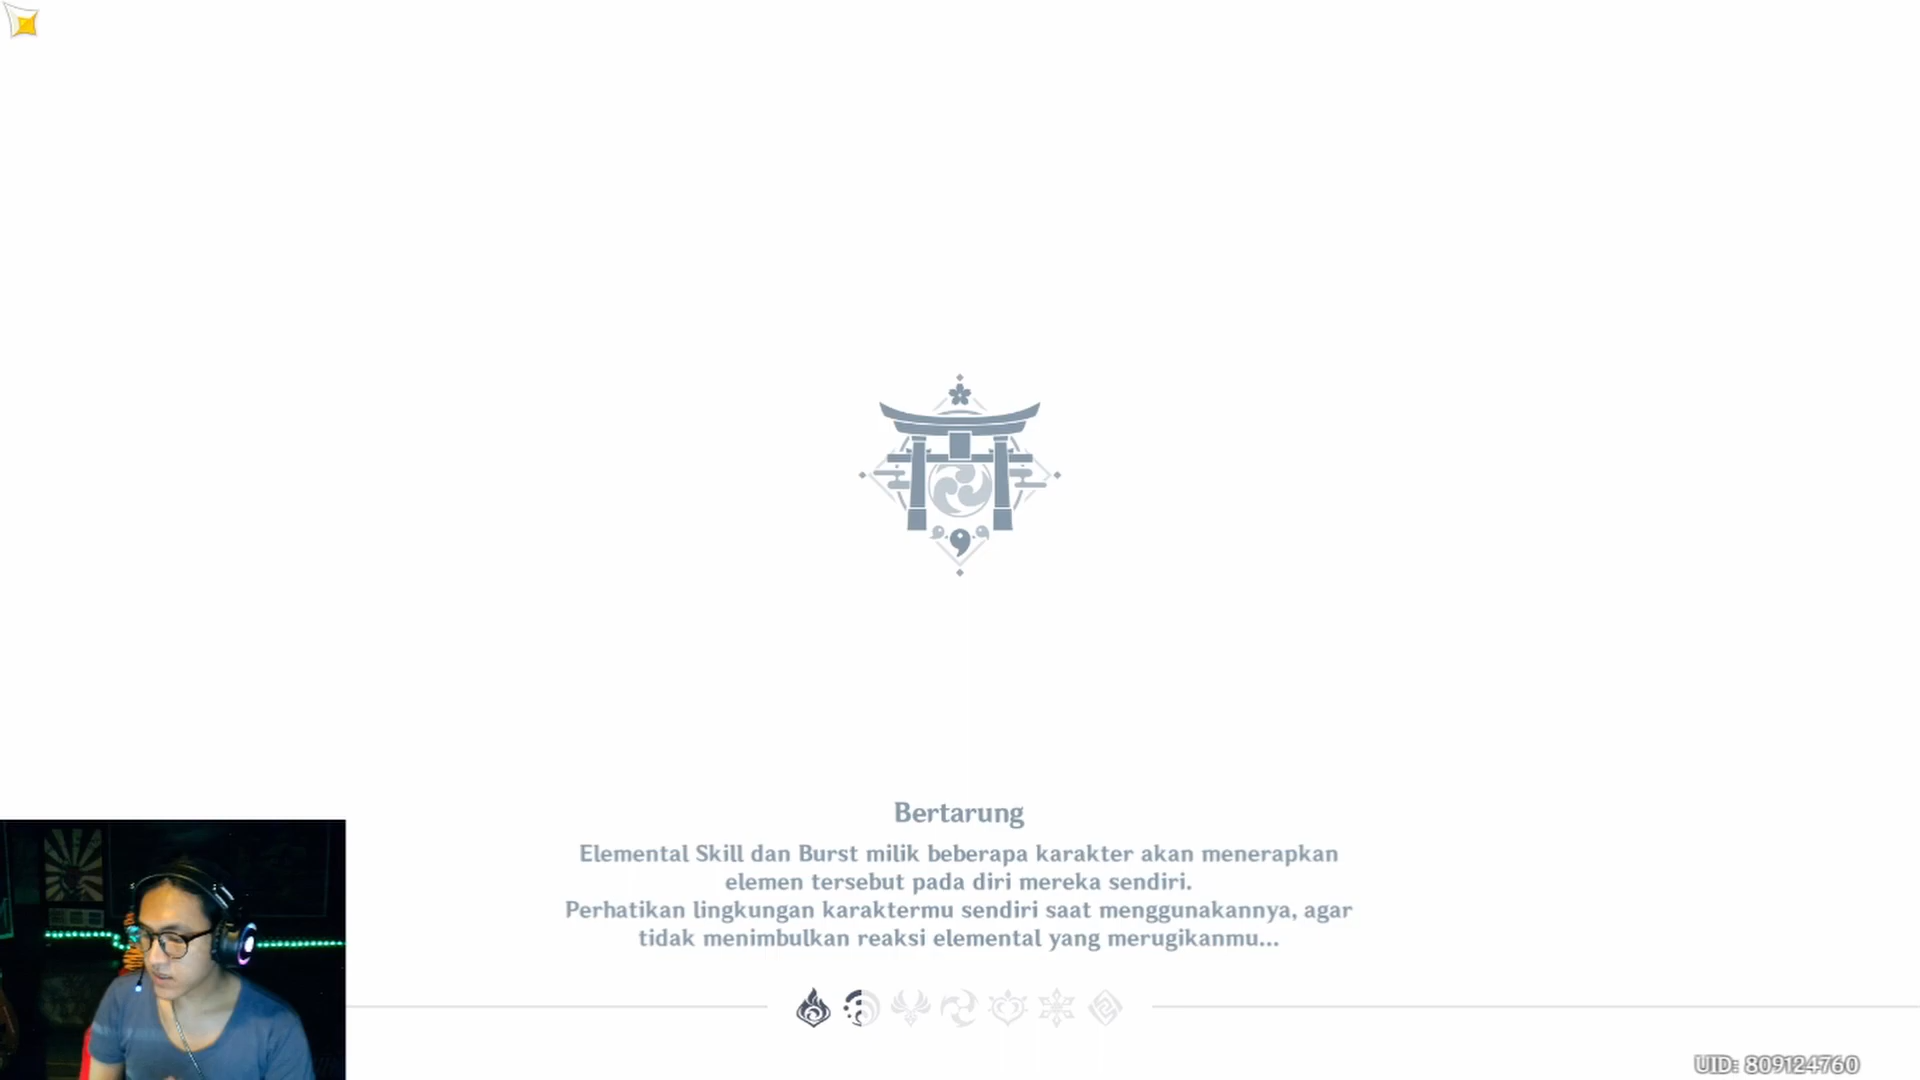 Bertarung
Elemental Skill dan Burst milik beberapa karakter akan menerapkan
elemen tersebut pada diri mereka sendiri.
Perhatikan lingkungan karaktermu sendiri saat menggunakannya, agar
tidak menimbulkan reaksi elemental yang merugikanmu...
UID: 809124760